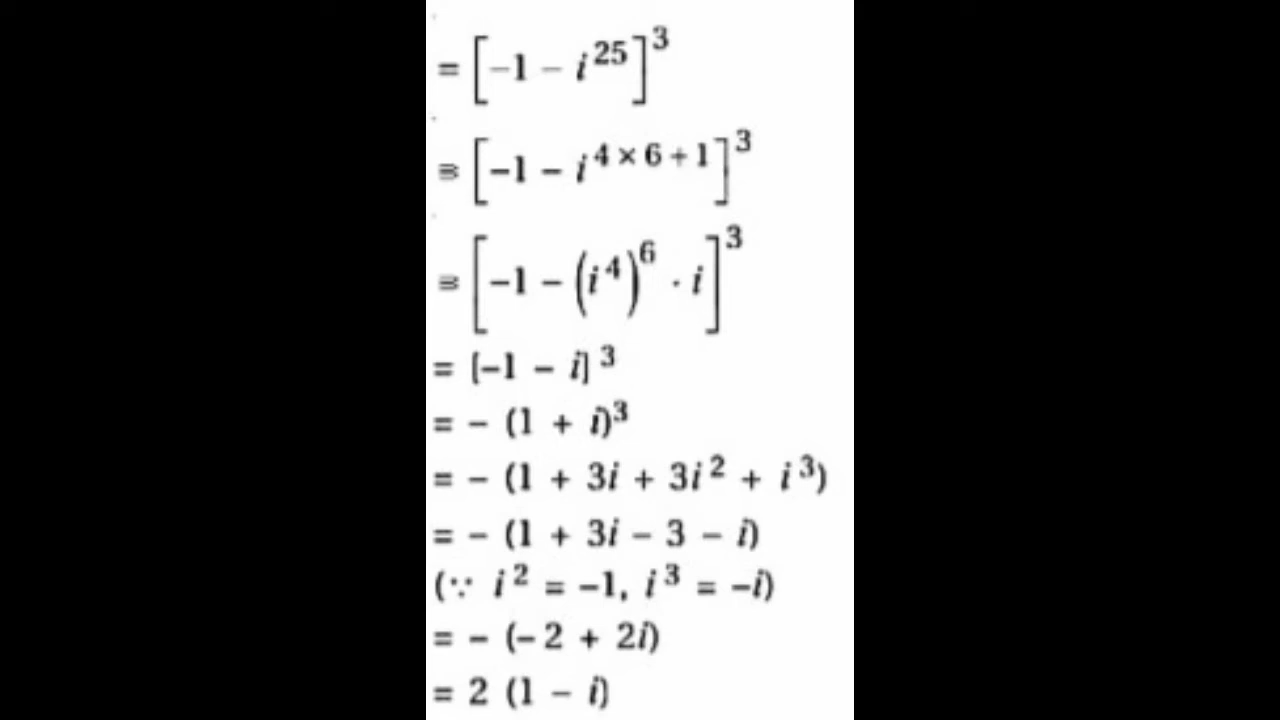 = [−1 − i^25]^3
≡ [−1 − i^(4 × 6 + 1)]^3
≡ [−1 − (i^4)^6 · i]^3
= [−1 − i]^3
= − (1 + i)^3
= − (1 + 3i + 3i^2 + i^3)
= − (1 + 3i − 3 − i)
(∵ i^2 = −1, i^3 = −i)
= − (− 2 + 2i)
= 2 (1 − i)